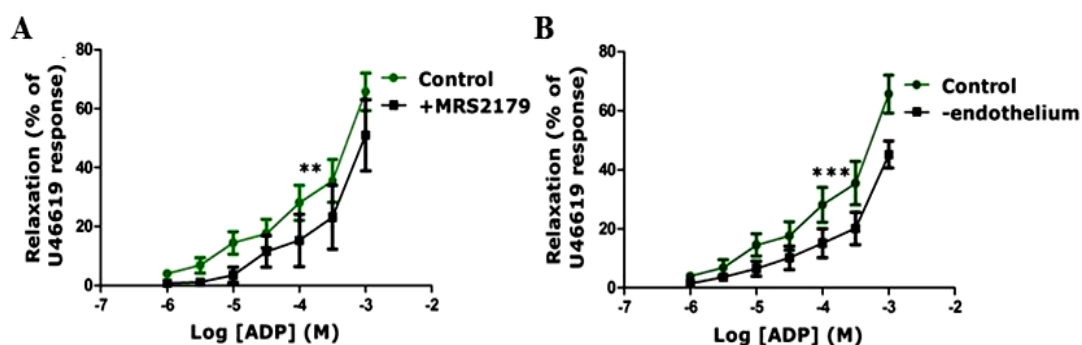 A
Relaxation (% of
U46619 response)
80
60
40
20
0
-7
-6
-5
-4
-3
-2
Log [ADP] (M)
Control
+MRS2179
**
B
Relaxation (% of
U46619 response)
80
60
40
20
0
-7
-6
-5
-4
-3
-2
Log [ADP] (M)
Control
-endothelium
***